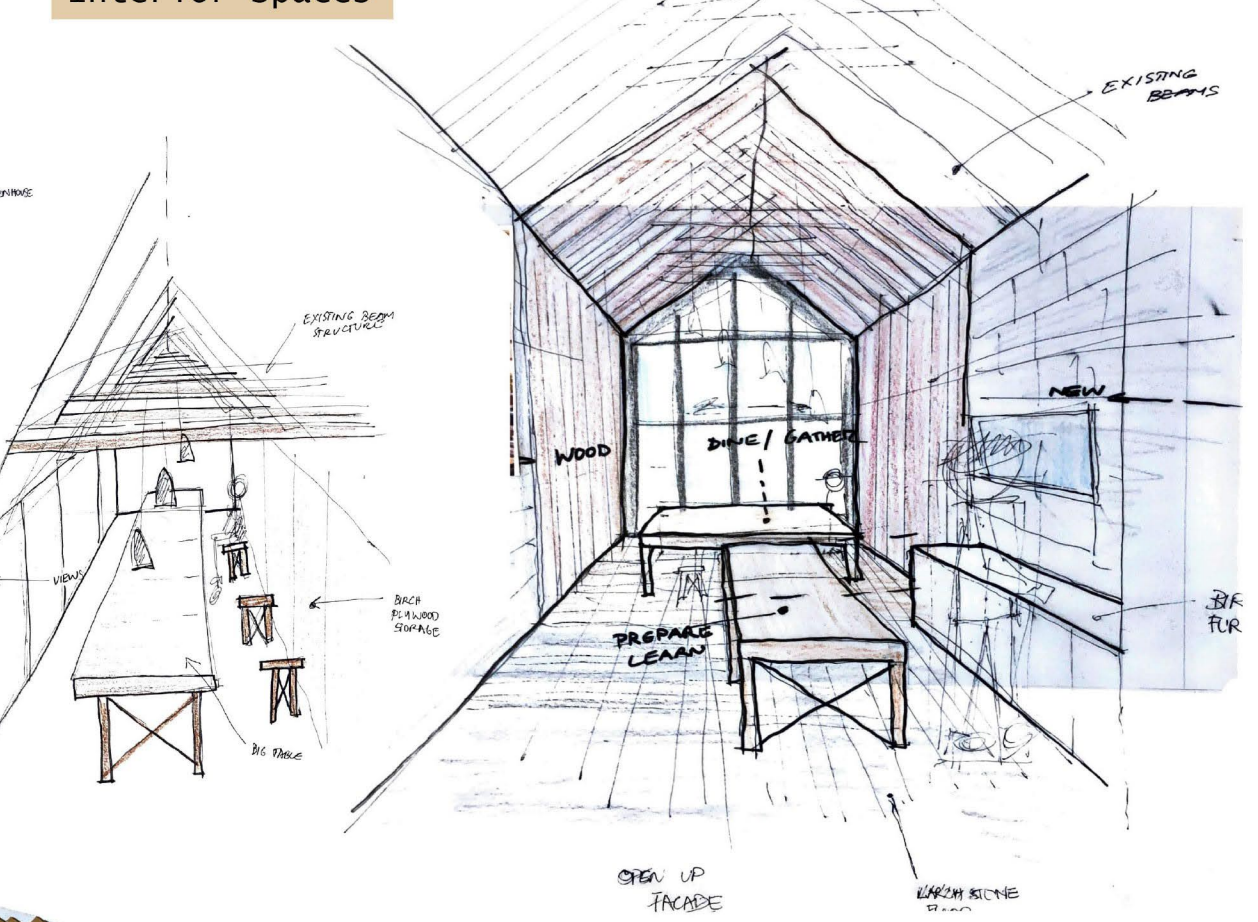 Interior Spaces
EXISTING
BEAMS
EXISTING BEAM
STRUCTURE
NEW
WOOD
DINE / GATHER
VIEWS
BIRCH
PLYWOOD
SORAGE
PREPARE
LEARN
BIG TABLE
OPEN UP
FACADE
STONE